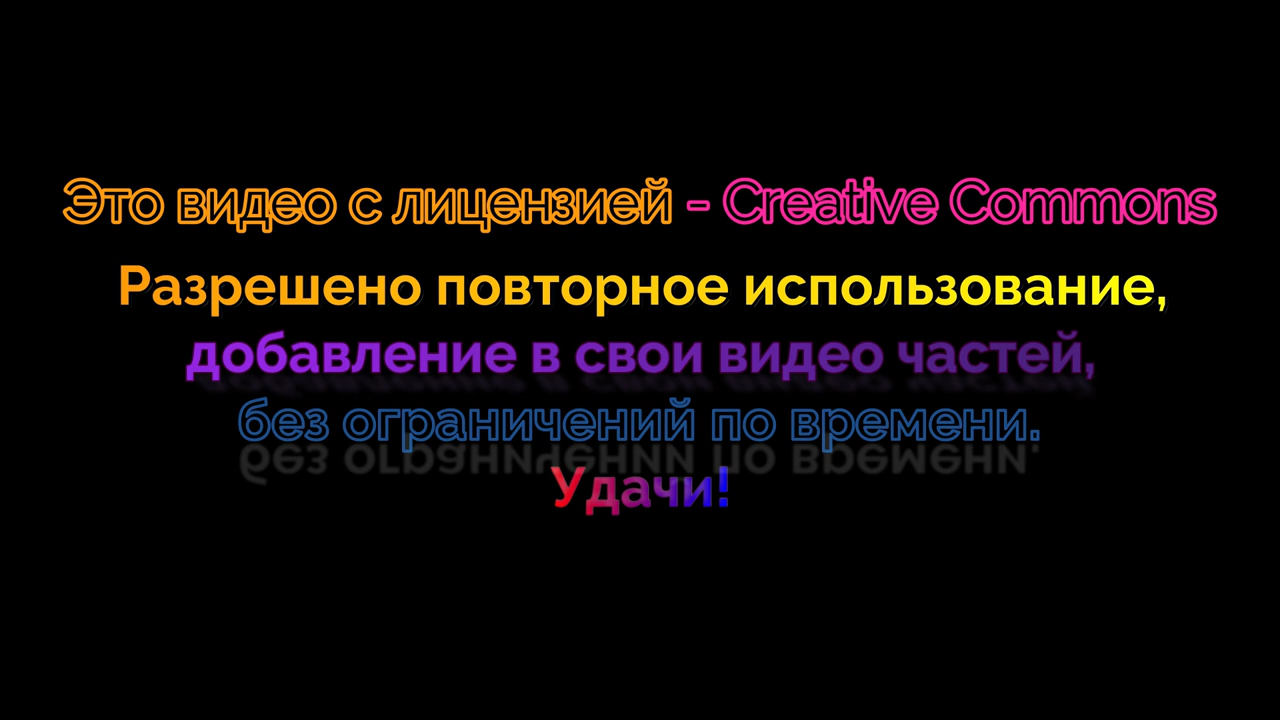 Это видео с лицензией - Creative Commons
Разрешено повторное использование,
добавление в свои видео частей,
без ограничений по времени.
Удачи!